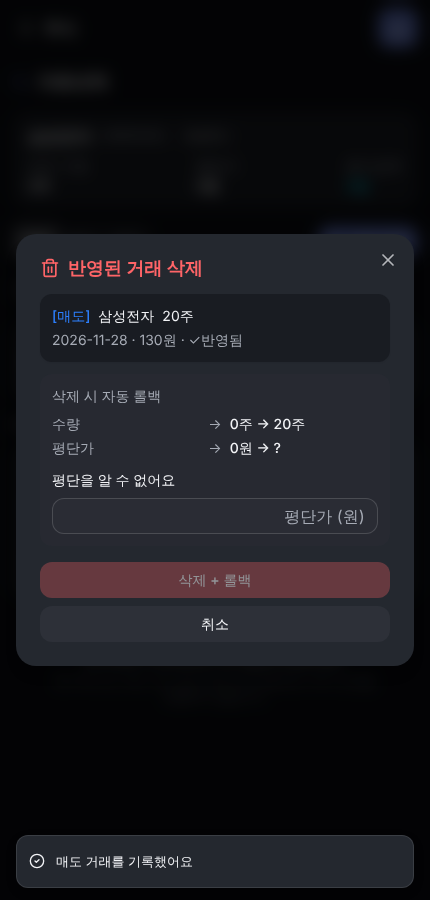 반영된 거래 삭제
[매도] 삼성전자 20주
2026-11-28 · 130원 · ✓반영됨
삭제 시 자동 롤백
수량 → 0주 → 20주
평단가 → 0원 → ?
평단을 알 수 없어요
평단가 (원)
삭제 + 롤백
취소
매도 거래를 기록했어요